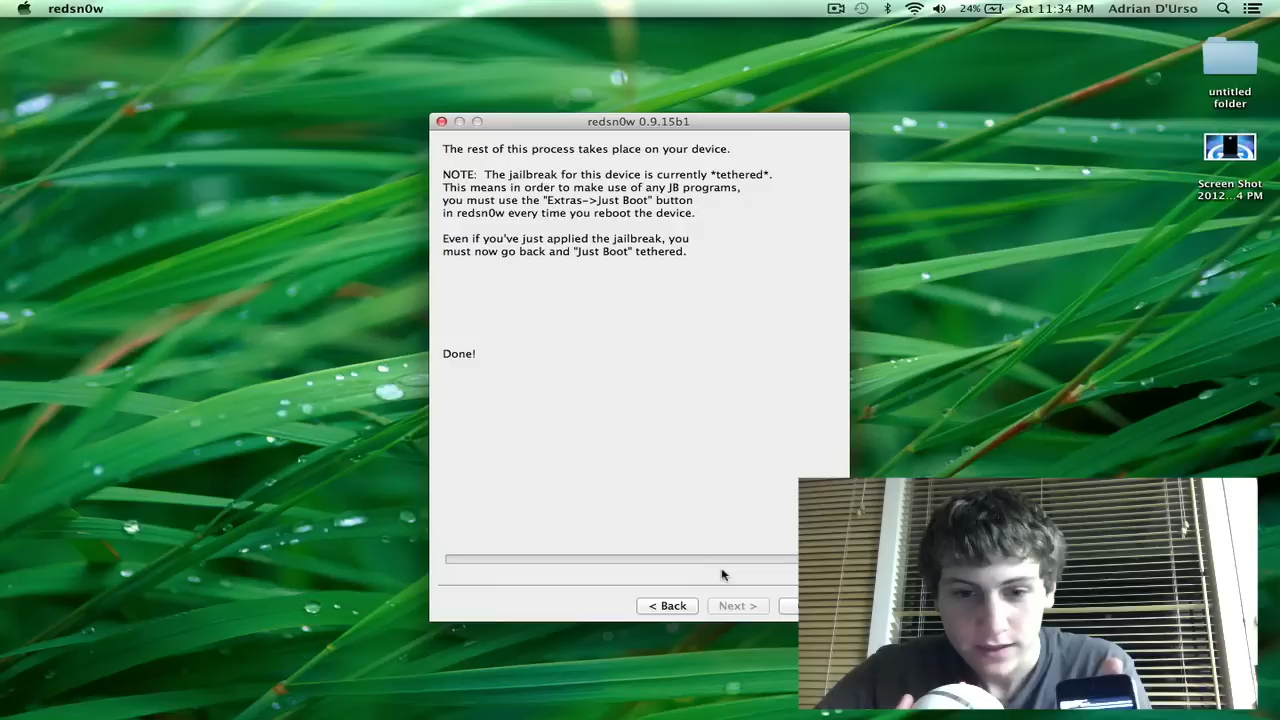 redsn0w
24%
Sat 11:34 PM
Adrian D'Urso
untitled
folder
Screen Shot
2012...4 PM
redsn0w 0.9.15b1
The rest of this process takes place on your device.
NOTE:  The jailbreak for this device is currently *tethered*.
This means in order to make use of any JB programs,
you must use the "Extras->Just Boot" button
in redsn0w every time you reboot the device.
Even if you've just applied the jailbreak, you
must now go back and "Just Boot" tethered.
Done!
< Back
Next >